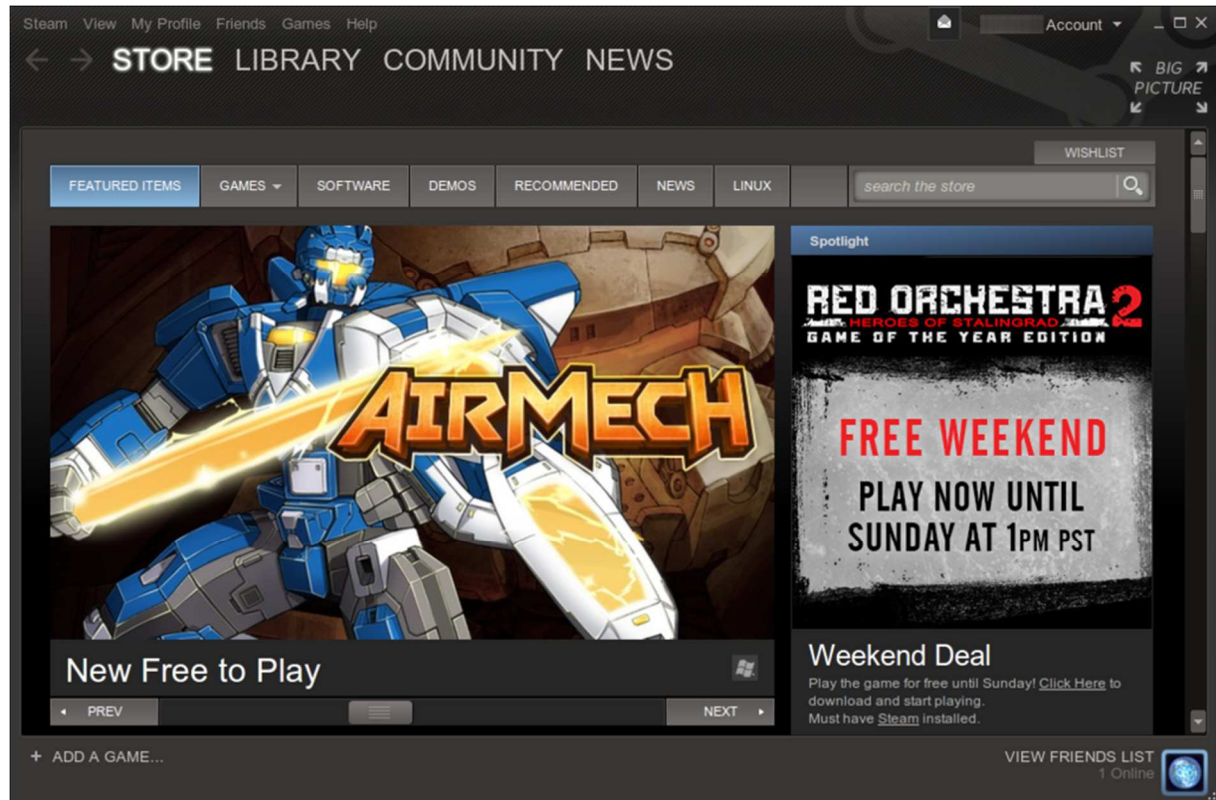 Steam View My Profile Friends Games Help
Account
STORE LIBRARY COMMUNITY NEWS
BIG
PICTURE
WISHLIST
FEATURED ITEMS GAMES SOFTWARE DEMOS RECOMMENDED NEWS LINUX search the store
AIRMECH
New Free to Play
PREV NEXT
Spotlight
RED ORCHESTRA 2
HEROES OF STALINGRAD
GAME OF THE YEAR EDITION
FREE WEEKEND
PLAY NOW UNTIL
SUNDAY AT 1PM PST
Weekend Deal
Play the game for free until Sunday! Click Here to
download and start playing.
Must have Steam installed.
+ ADD A GAME...
VIEW FRIENDS LIST
1 Online